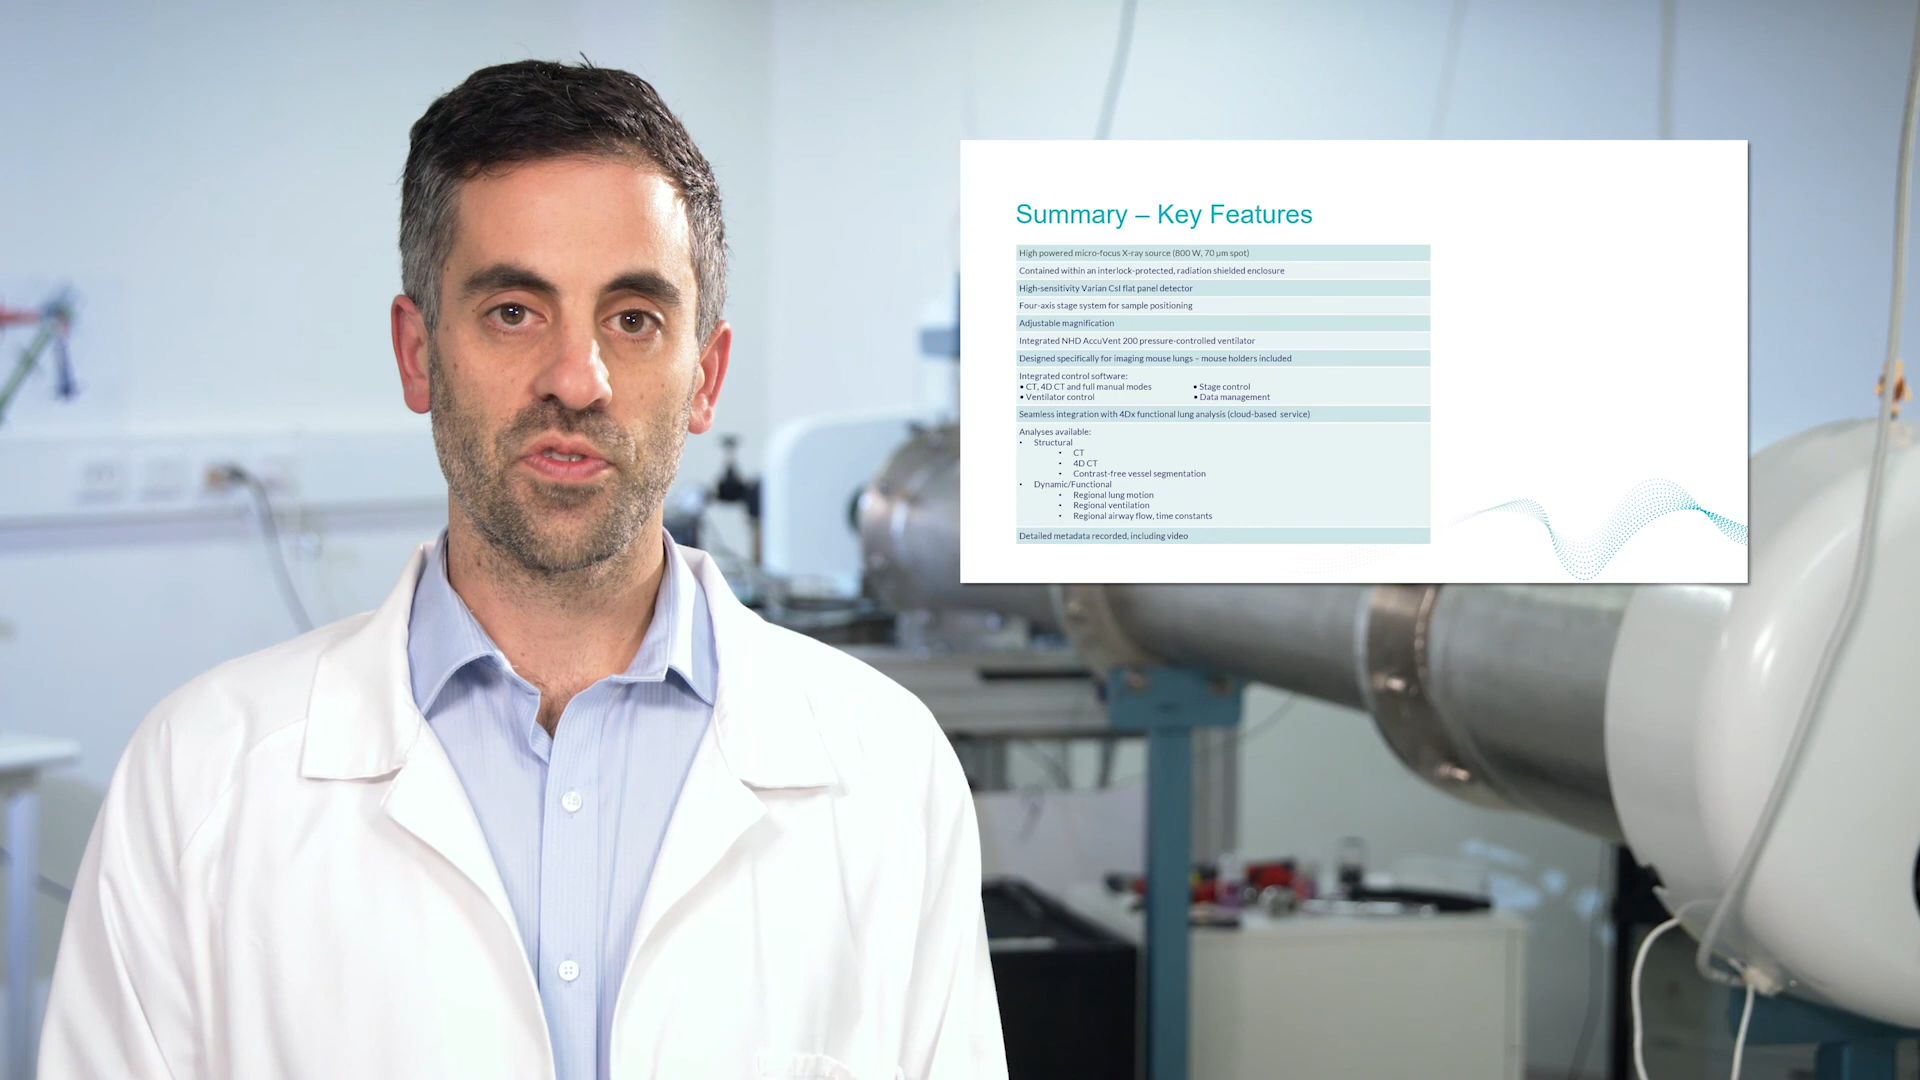 Summary – Key Features
High powered micro-focus X-ray source (800 W, 70 µm spot)
Contained within an interlock-protected, radiation shielded enclosure
High-sensitivity Varian CsI flat panel detector
Four-axis stage system for sample positioning
Adjustable magnification
Integrated NHD AccuVent 200 pressure-controlled ventilator
Designed specifically for imaging mouse lungs – mouse holders included
Integrated control software:
• CT, 4D CT and full manual modes • Stage control
• Ventilator control • Data management
Seamless integration with 4Dx functional lung analysis (cloud-based service)
Analyses available:
• Structural
• CT
• 4D CT
• Contrast-free vessel segmentation
• Dynamic/Functional
• Regional lung motion
• Regional ventilation
• Regional airway flow, time constants
Detailed metadata recorded, including video